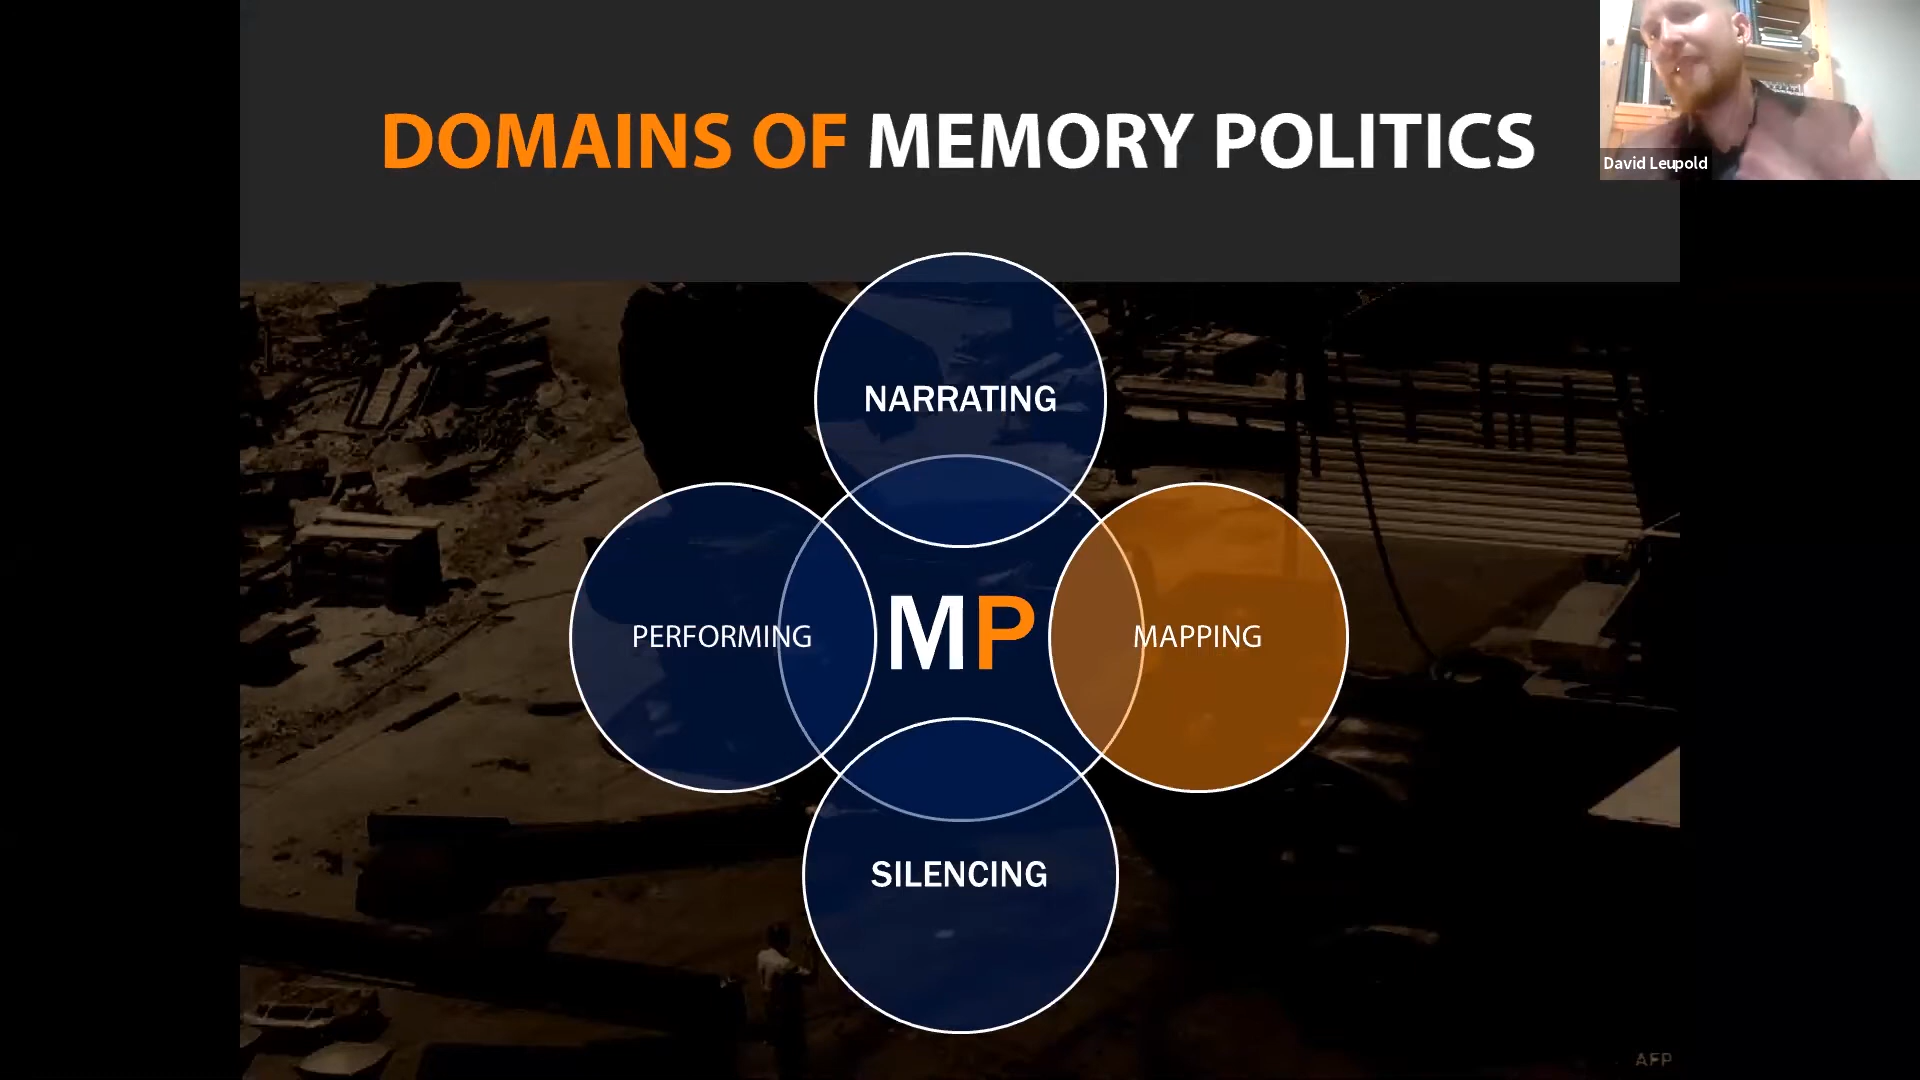 DOMAINS OF MEMORY POLITICS
David Leupold
NARRATING
PERFORMING
MP
MAPPING
SILENCING
AFP